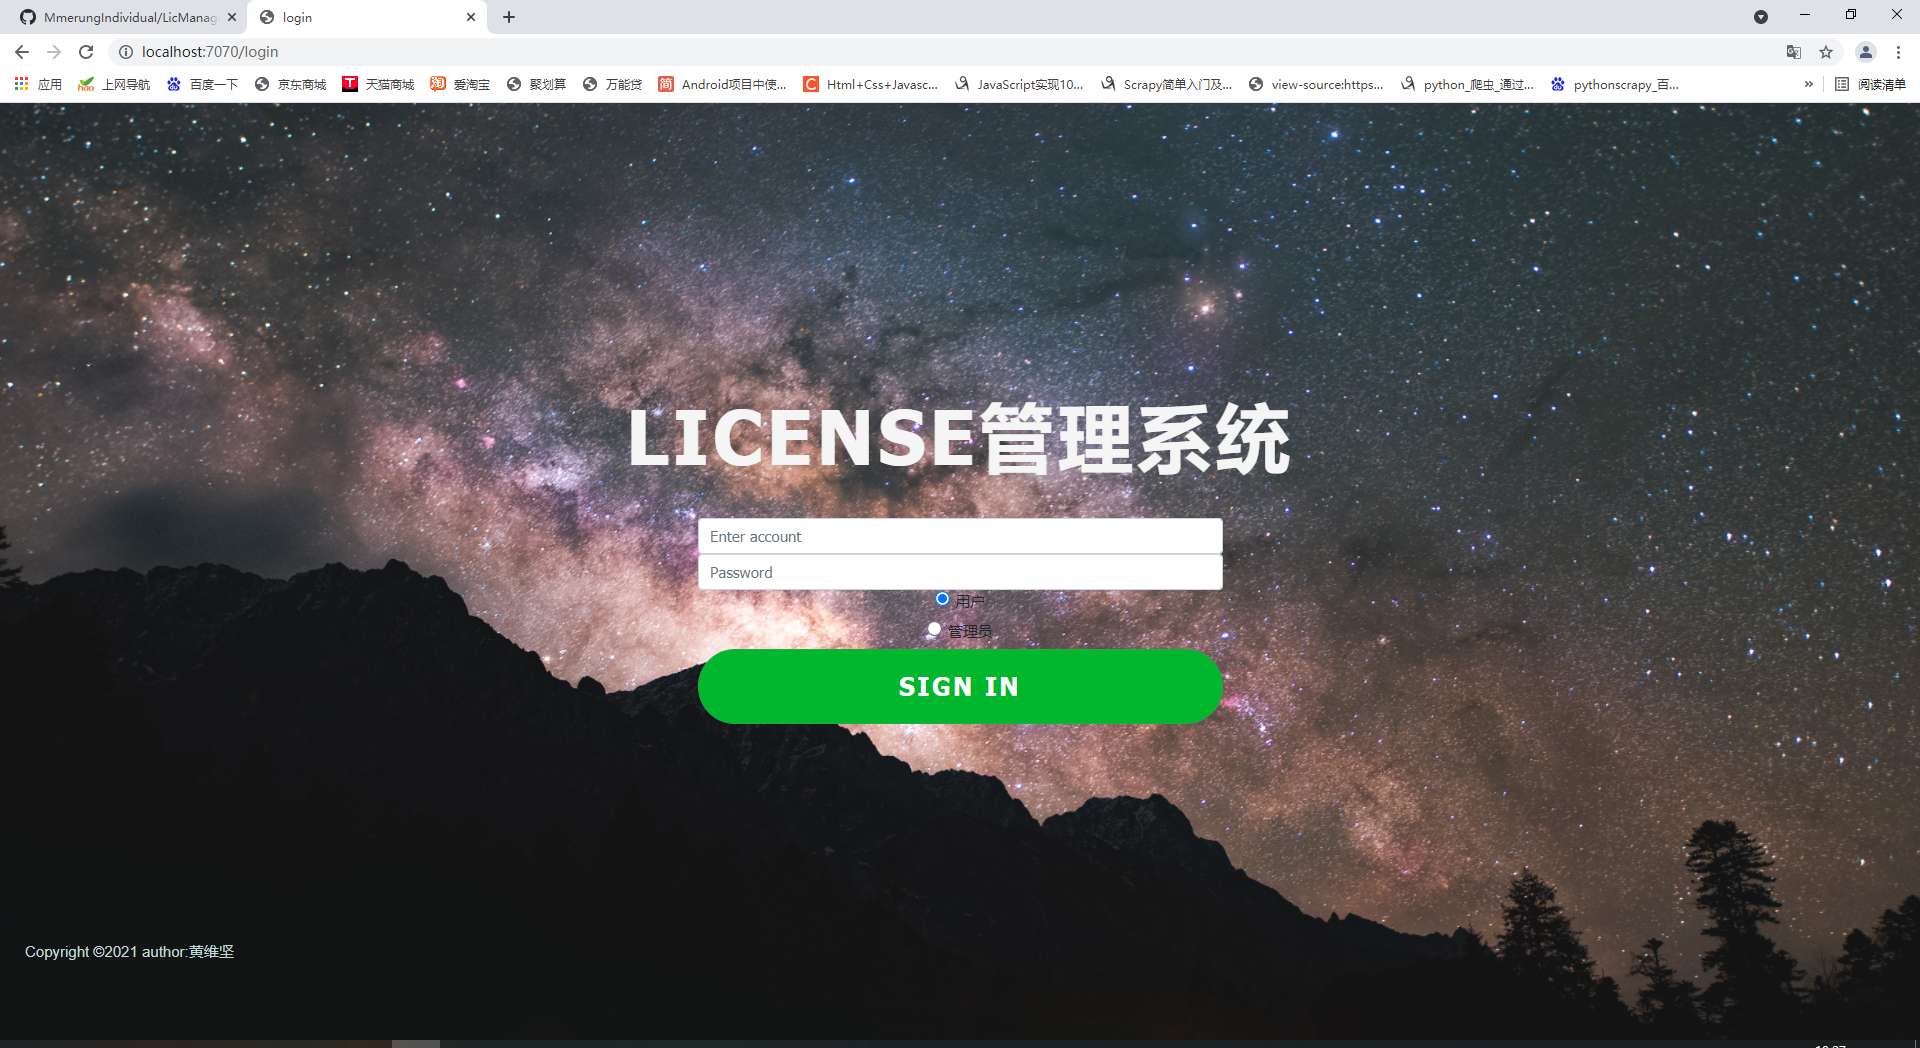 MmerungIndividual/LicManag
login
localhost:7070/login
应用
上网导航
百度一下
京东商城
天猫商城
爱淘宝
聚划算
万能贷
Android项目中使...
Html+Css+Javasc...
JavaScript实现10...
Scrapy简单入门及...
view-source:https...
python_爬虫_通过...
pythonscrapy_百...
»
阅读清单
LICENSE管理系统
Enter account
Password
用户
管理员
SIGN IN
Copyright ©2021 author:黄维坚